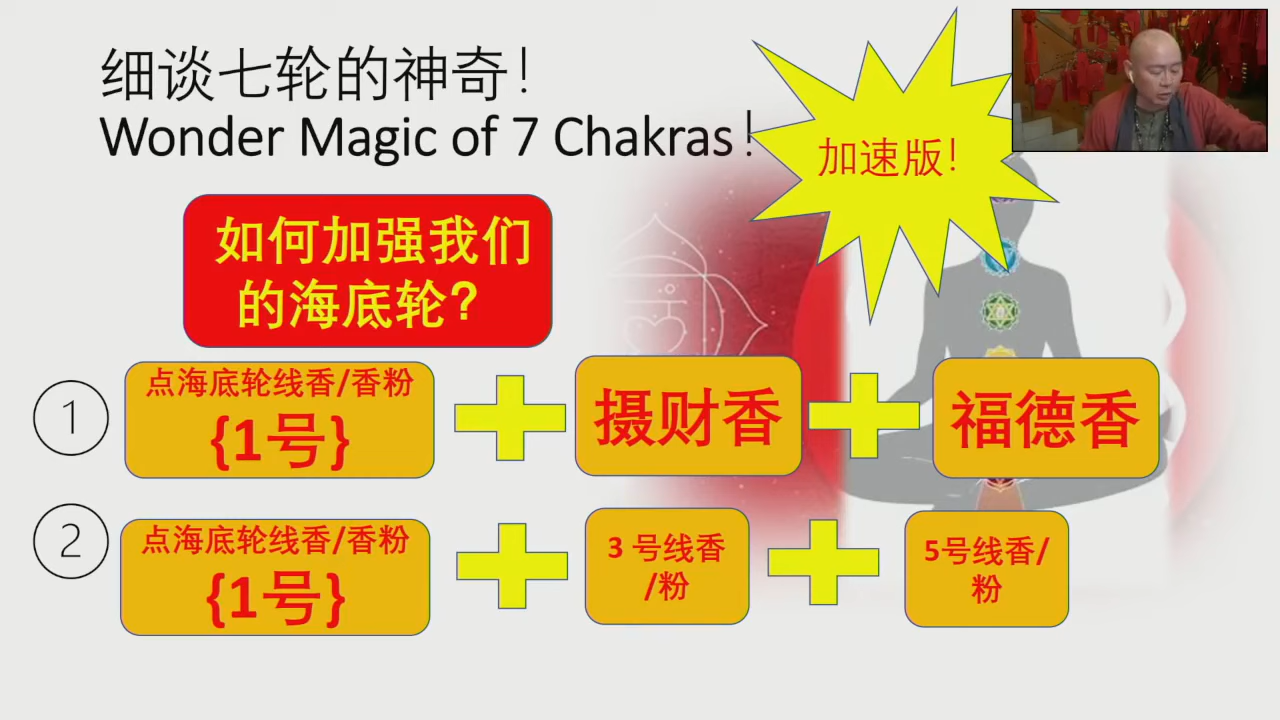 细谈七轮的神奇！
Wonder Magic of 7 Chakras！
加速版！
如何加强我们
的海底轮？
1
点海底轮线香/香粉
{1号}
摄财香
福德香
2
点海底轮线香/香粉
{1号}
3 号线香
/粉
5号线香/
粉